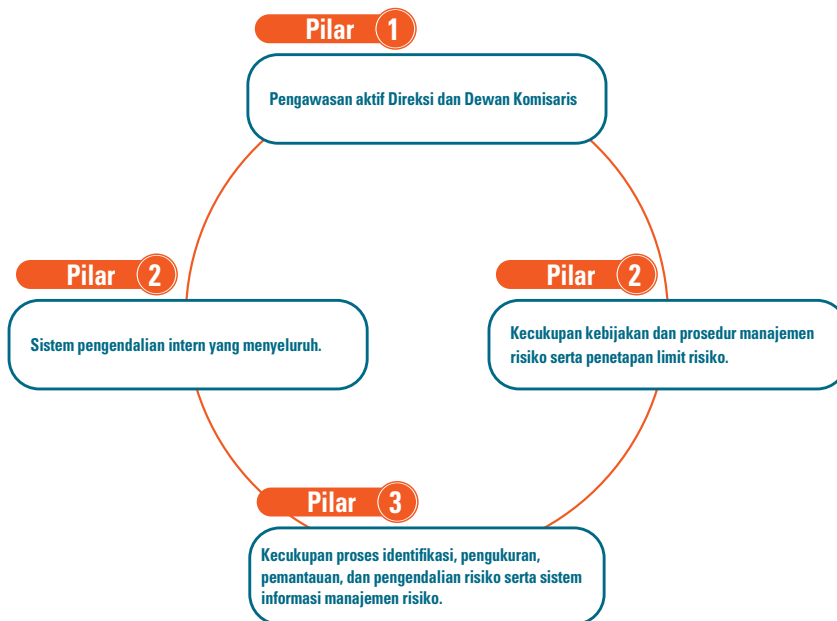 Pilar 1
Pengawasan aktif Direksi dan Dewan Komisaris
Pilar 2
Sistem pengendalian intern yang menyeluruh.
Pilar 2
Kecukupan kebijakan dan prosedur manajemen
risiko serta penetapan limit risiko.
Pilar 3
Kecukupan proses identifikasi, pengukuran,
pemantauan, dan pengendalian risiko serta sistem
informasi manajemen risiko.